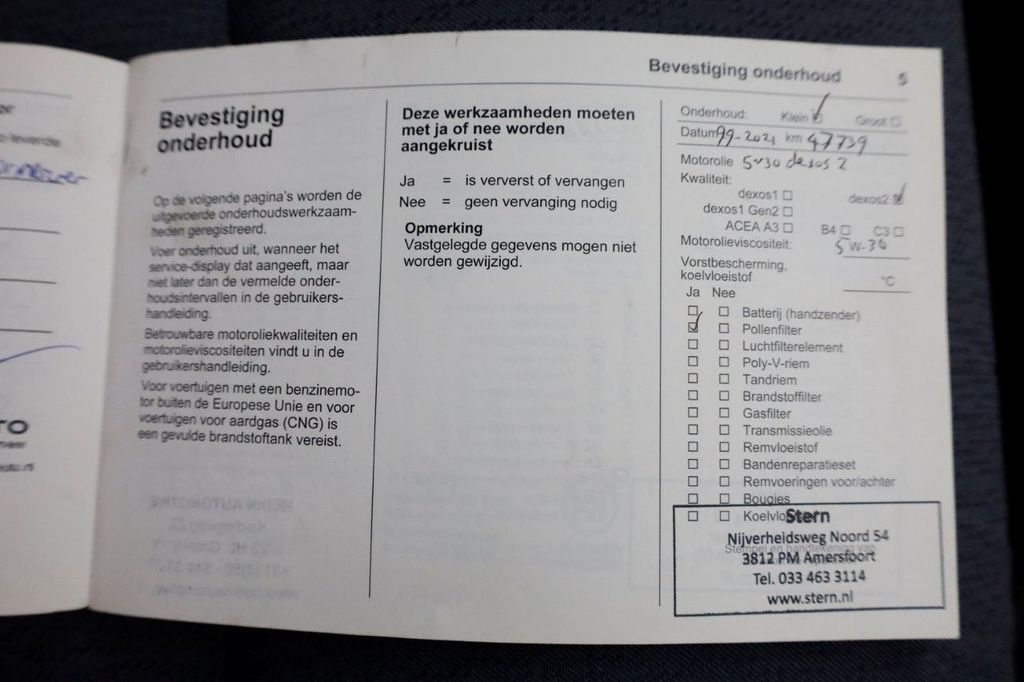 Bevestiging onderhoud 5
Bevestiging
onderhoud
Op de volgende pagina's worden de
uitgevoerde onderhoudswerkzaam-
heden geregistreerd.
Voer onderhoud uit, wanneer het
service-display dat aangeeft, maar
niet later dan de vermelde onder-
houdsintervallen in de gebruikers-
handleiding.
Betrouwbare motoroliekwaliteiten en
motorolieviscositeiten vindt u in de
gebruikershandleiding.
Voor voertuigen met een benzinemo-
tor buiten de Europese Unie en voor
voertuigen voor aardgas (CNG) is
een gevulde brandstoftank vereist.
Deze werkzaamheden moeten
met ja of nee worden
aangekruist
Ja = is ververst of vervangen
Nee = geen vervanging nodig
Opmerking
Vastgelegde gegevens mogen niet
worden gewijzigd.
Onderhoud: Klein Groot
Datum 9-2021 km 47739
Motorolie 5w30 dexos 2
Kwaliteit:
dexos1 dexos2
dexos1 Gen2
ACEA A3 B4 C3
Motorolieviscositeit: 5W-30
Vorstbescherming,
koelvloeistof °C
Ja Nee
Batterij (handzender)
Pollenfilter
Luchtfilterelement
Poly-V-riem
Tandriem
Brandstoffilter
Gasfilter
Transmissieolie
Remvloeistof
Bandenreparatieset
Remvoeringen voor/achter
Bougies
Koelvlo
Stern
Nijverheidsweg Noord 54
Stempel en
3812 PM Amersfoort
Tel. 033 463 3114
www.stern.nl